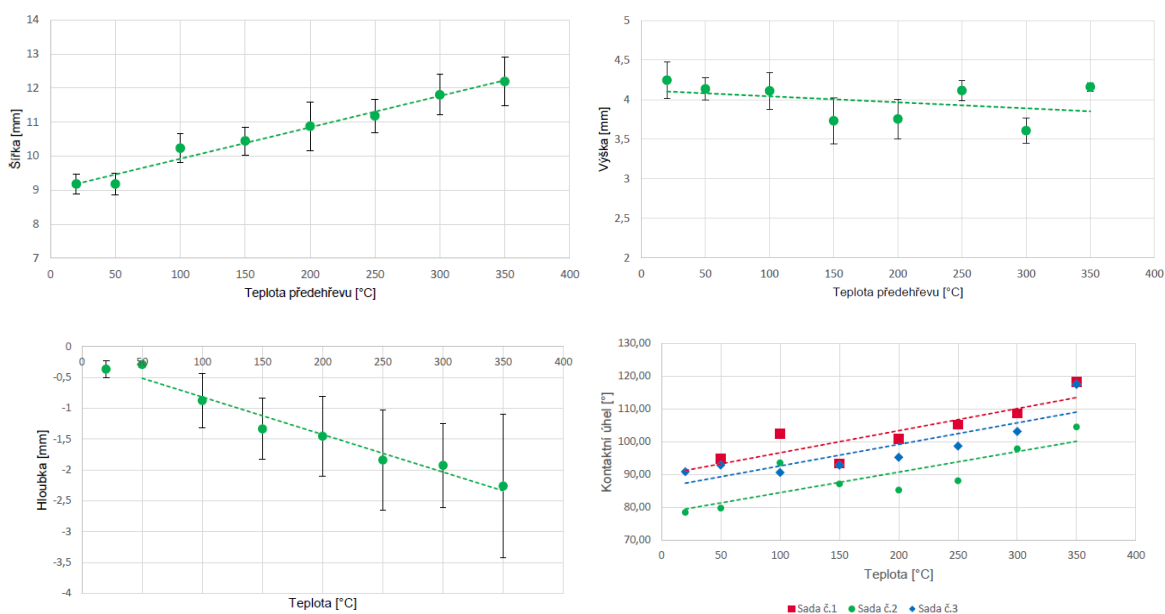 14
13
12
11
10
9
8
7
Šířka [mm]
0 50 100 150 200 250 300 350 400
Teplota předehřevu [°C]
5
4,5
4
3,5
3
2,5
2
Výška [mm]
0 50 100 150 200 250 300 350 400
Teplota předehřevu [°C]
0
-0,5
-1
-1,5
-2
-2,5
-3
-3,5
-4
Hloubka [mm]
0 50 100 150 200 250 300 350 400
Teplota [°C]
130,00
120,00
110,00
100,00
90,00
80,00
70,00
Kontaktní úhel [°]
0 50 100 150 200 250 300 350 400
Teplota [°C]
Sada č.1 Sada č.2 Sada č.3